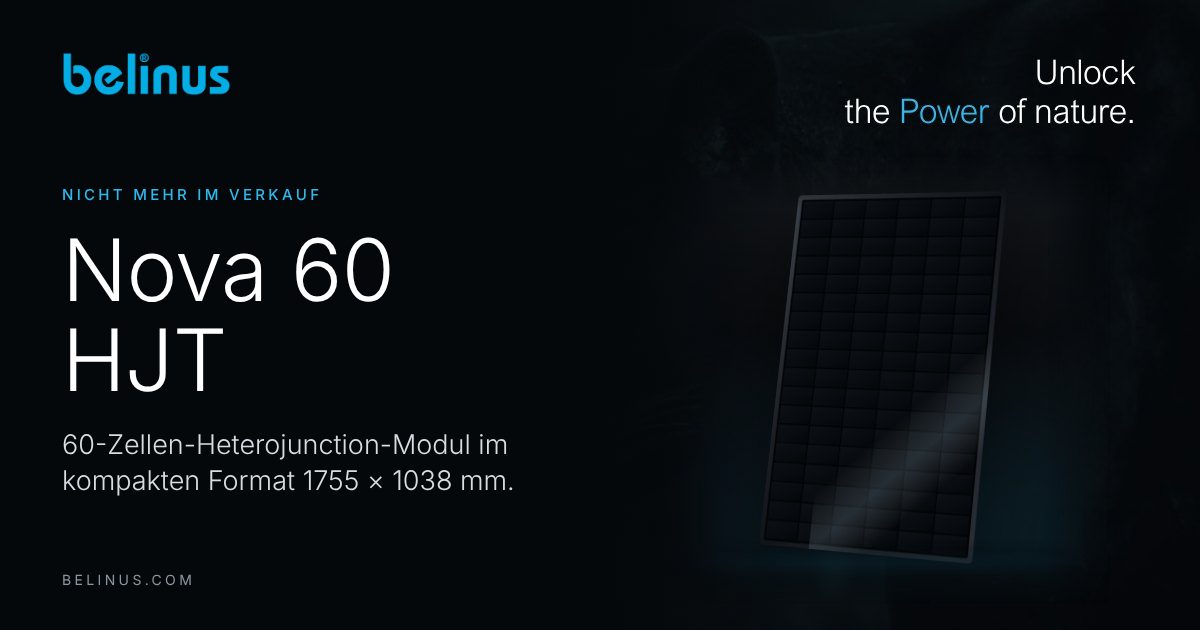 belinus®
Unlock
the Power of nature.
NICHT MEHR IM VERKAUF
Nova 60
HJT
60-Zellen-Heterojunction-Modul im
kompakten Format 1755 × 1038 mm.
BELINUS.COM